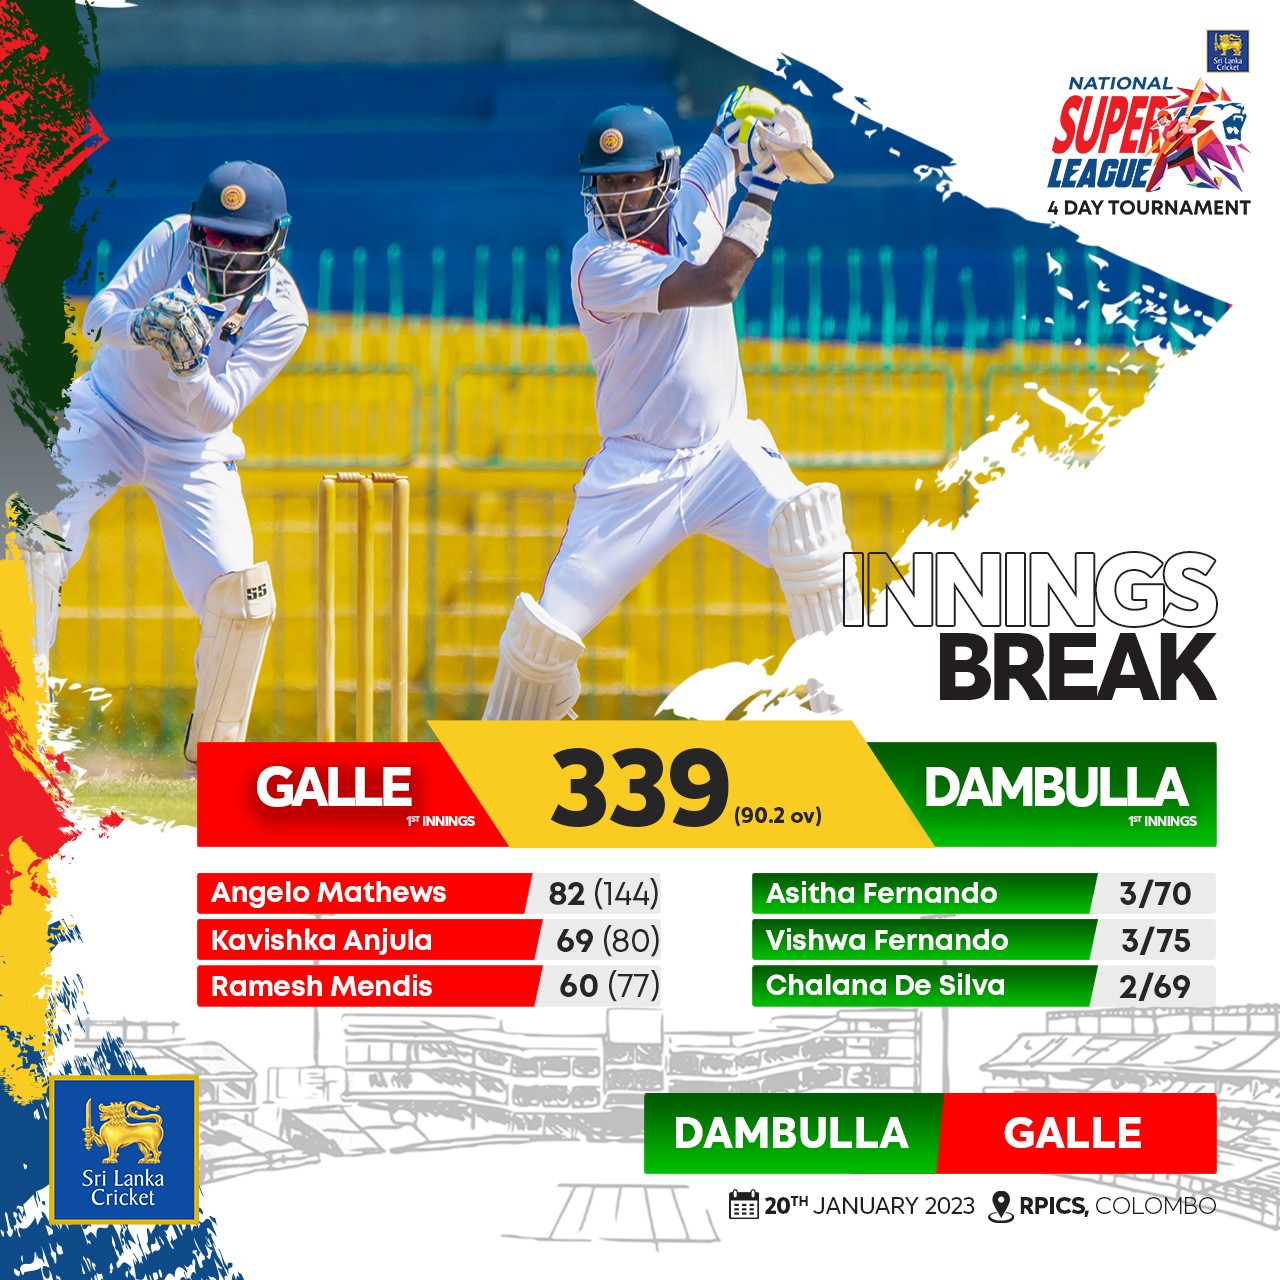 Sri Lanka
Cricket
NATIONAL
SUPER
LEAGUE
4 DAY TOURNAMENT
SS
INNINGS
BREAK
GALLE
1ST INNINGS
339 (90.2 ov)
DAMBULLA
1ST INNINGS
Angelo Mathews 82 (144)
Kavishka Anjula 69 (80)
Ramesh Mendis 60 (77)
Asitha Fernando 3/70
Vishwa Fernando 3/75
Chalana De Silva 2/69
DAMBULLA GALLE
20TH JANUARY 2023 RPICS, COLOMBO
Sri Lanka
Cricket